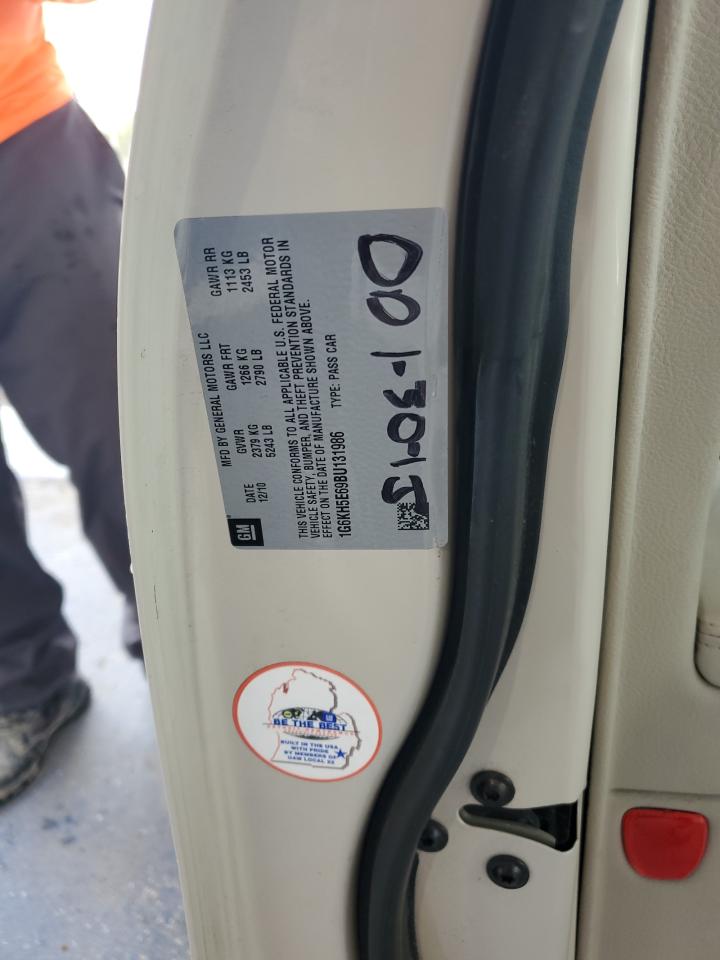 GM
MFD BY GENERAL MOTORS LLC
DATE GVWR GAWR FRT GAWR RR
12/10 2379 KG 1266 KG 1113 KG
5243 LB 2790 LB 2453 LB
THIS VEHICLE CONFORMS TO ALL APPLICABLE U.S. FEDERAL MOTOR
VEHICLE SAFETY, BUMPER, AND THEFT PREVENTION STANDARDS IN
EFFECT ON THE DATE OF MANUFACTURE SHOWN ABOVE.
1G6KH5E69BU131986 TYPE: PASS CAR
BE THE BEST
BUILT IN THE USA
WITH PRIDE
BY MEMBERS OF
UAW LOCAL 22